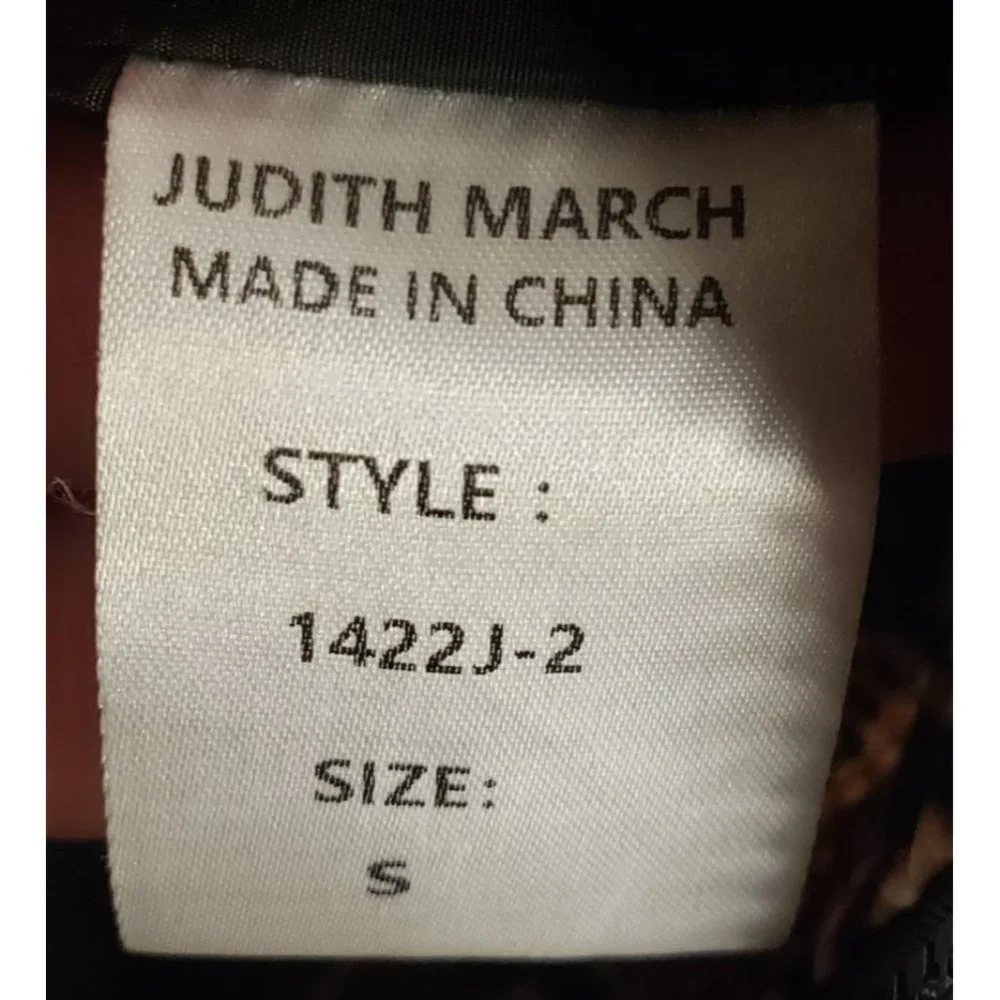 JUDITH MARCH
MADE IN CHINA
STYLE :
1422J-2
SIZE:
S